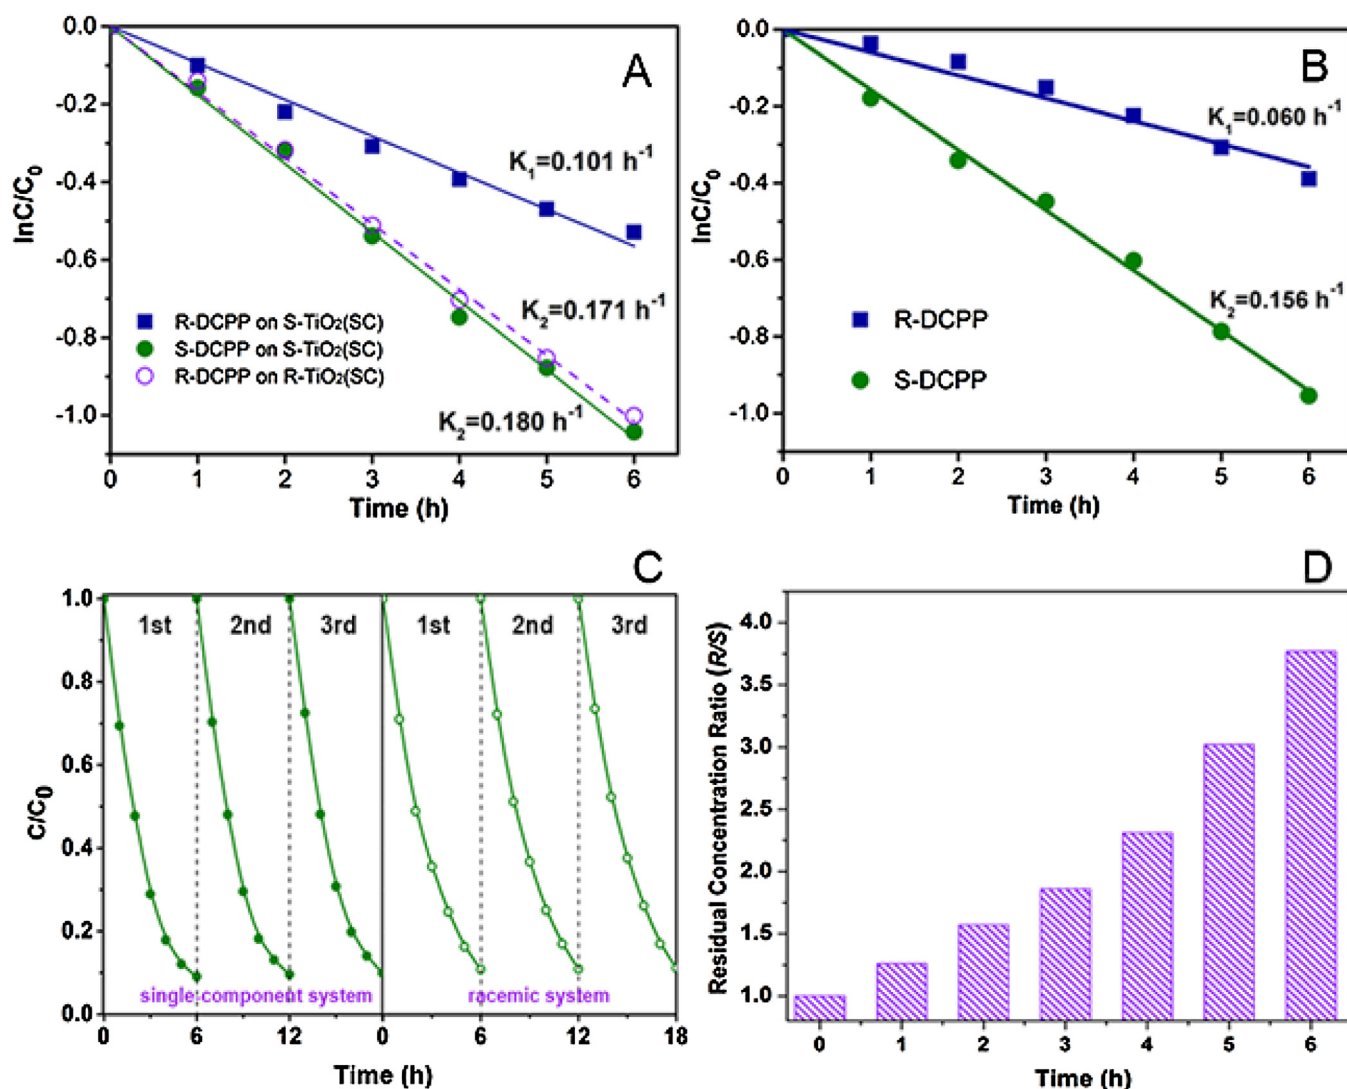 A
0.0
-0.2
-0.4
-0.6
-0.8
-1.0
lnC/C₀
K₁=0.101 h⁻¹
K₂=0.171 h⁻¹
K₂=0.180 h⁻¹
R-DCPP on S-TiO₂(SC)
S-DCPP on S-TiO₂(SC)
R-DCPP on R-TiO₂(SC)
0 1 2 3 4 5 6
Time (h)
B
0.0
-0.2
-0.4
-0.6
-0.8
-1.0
lnC/C₀
K₁=0.060 h⁻¹
K₂=0.156 h⁻¹
R-DCPP
S-DCPP
0 1 2 3 4 5 6
Time (h)
C
1.0
0.8
0.6
0.4
0.2
0.0
C/C₀
1st 2nd 3rd 1st 2nd 3rd
single-component system racemic system
0 6 12 0 6 12 18
Time (h)
D
4.0
3.5
3.0
2.5
2.0
1.5
1.0
Residual Concentration Ratio (R/S)
0 1 2 3 4 5 6
Time (h)